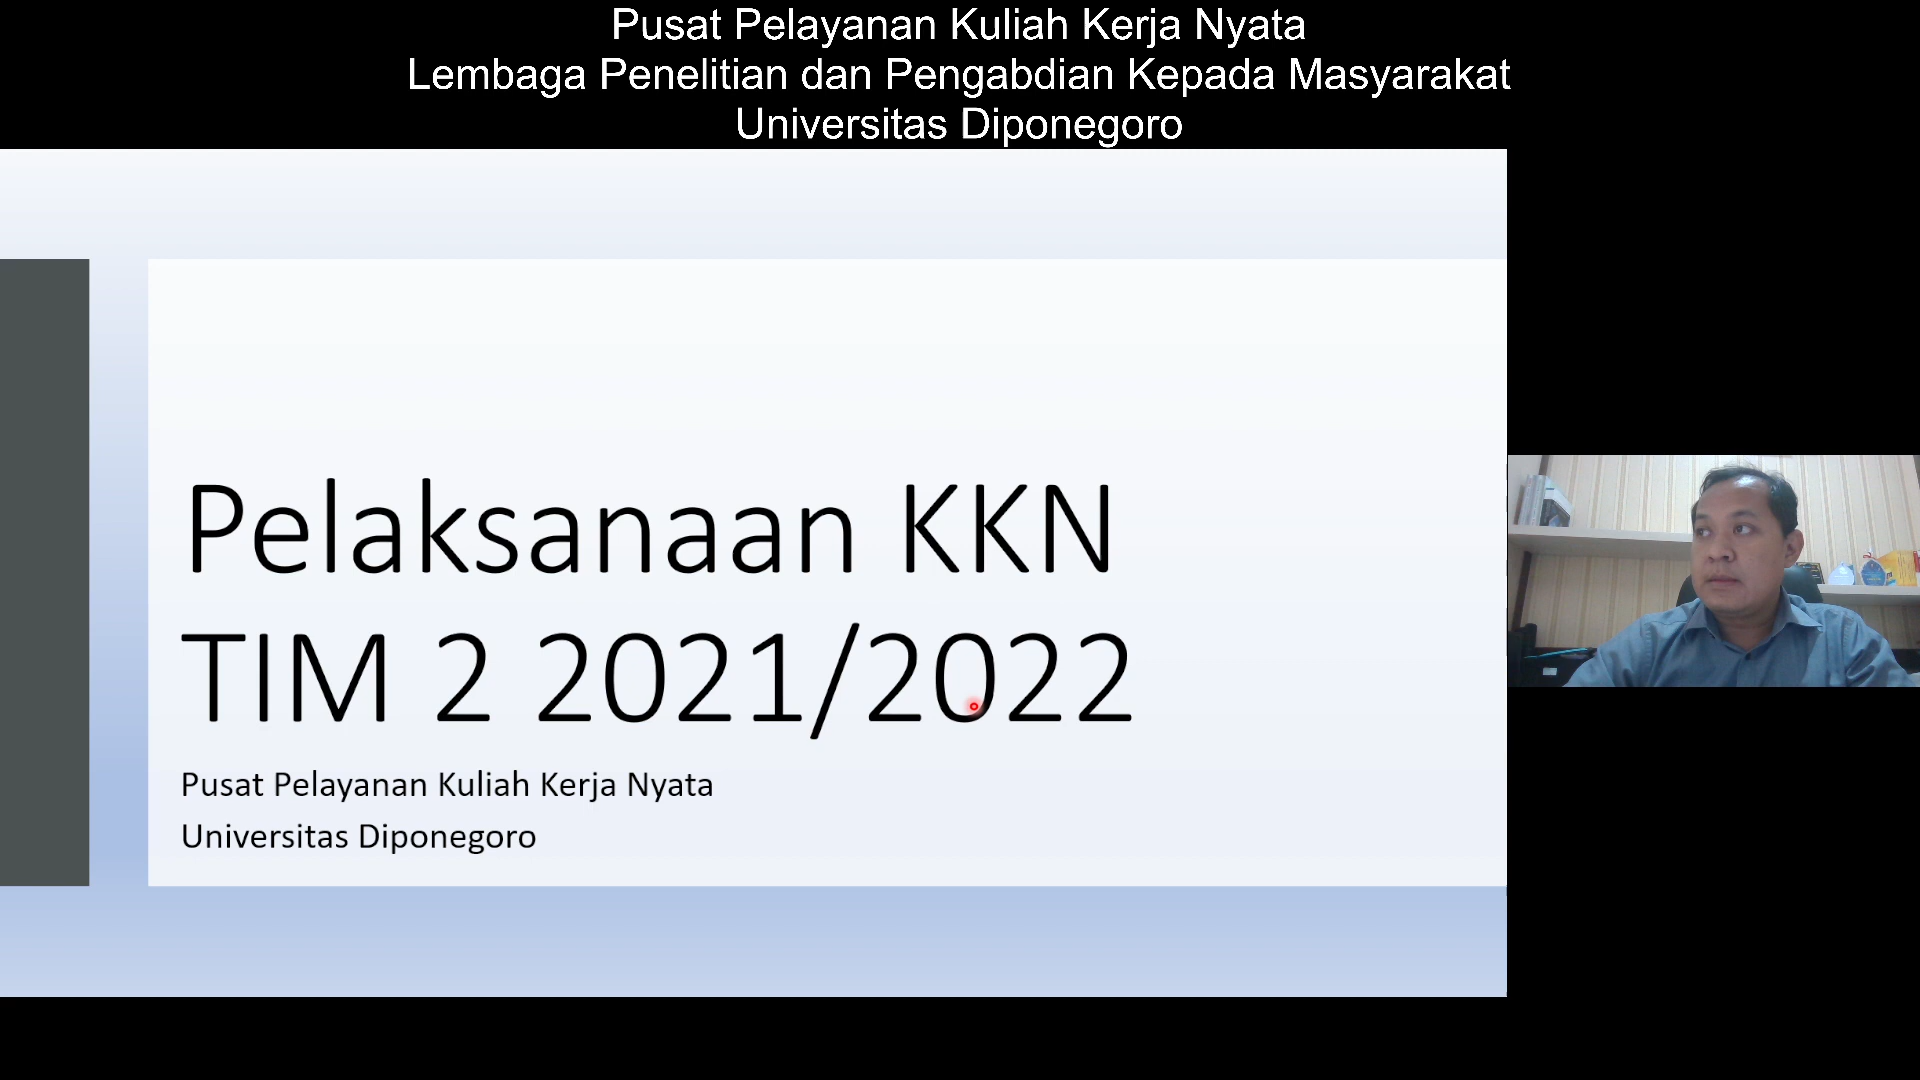 Pusat Pelayanan Kuliah Kerja Nyata
Lembaga Penelitian dan Pengabdian Kepada Masyarakat
Universitas Diponegoro
Pelaksanaan KKN
TIM 2 2021/2022
Pusat Pelayanan Kuliah Kerja Nyata
Universitas Diponegoro